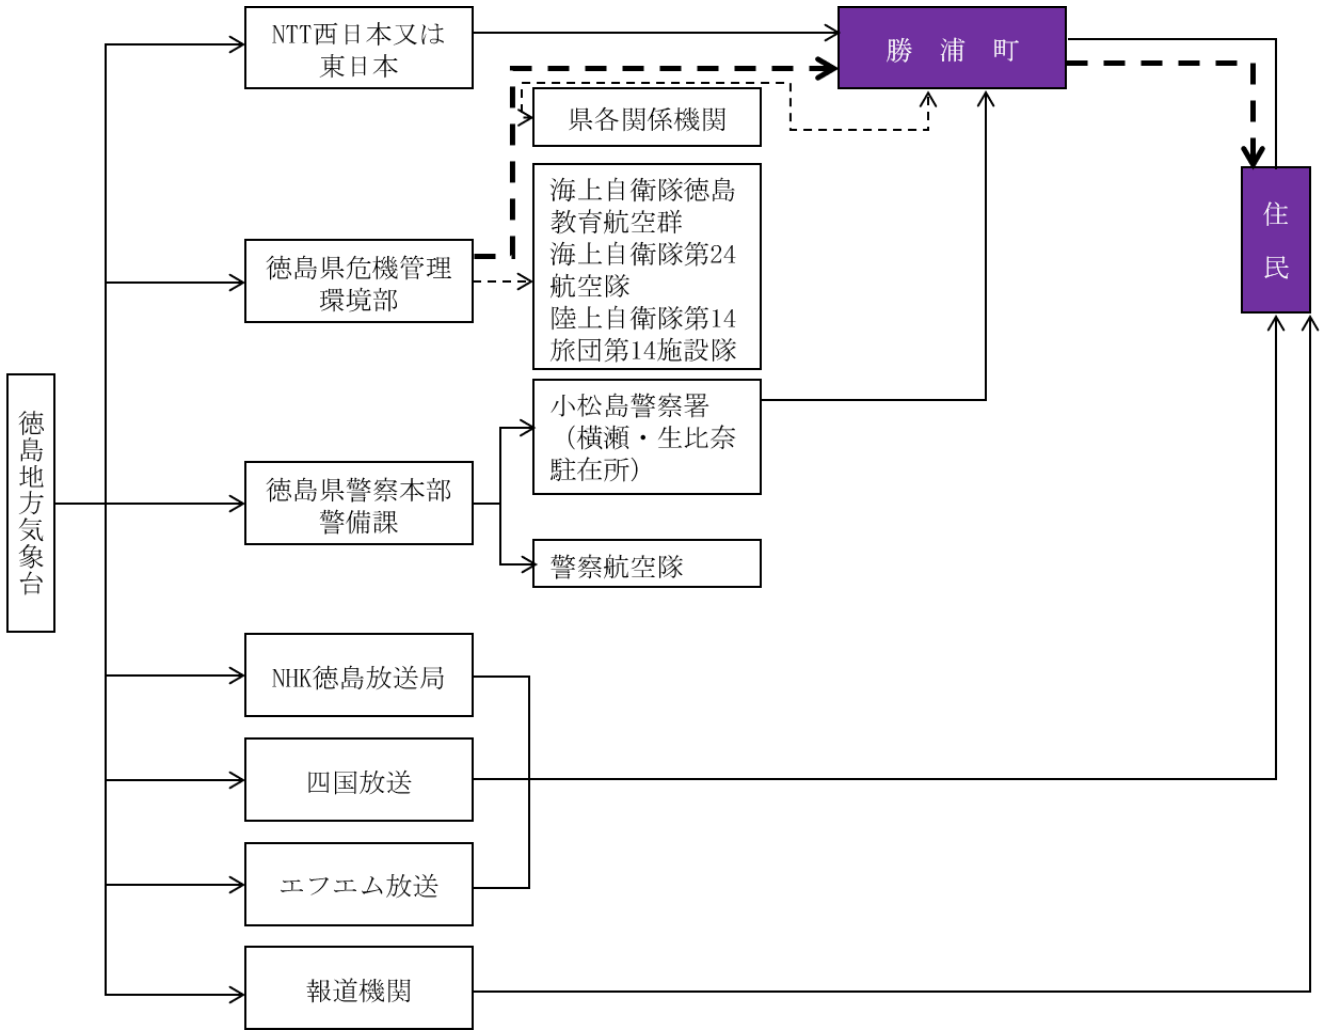 徳島地方気象台
NTT西日本又は
東日本
徳島県危機管理
環境部
徳島県警察本部
警備課
NHK徳島放送局
四国放送
エフエム放送
報道機関
県各関係機関
海上自衛隊徳島
教育航空群
海上自衛隊第24
航空隊
陸上自衛隊第14
旅団第14施設隊
小松島警察署
（横瀬・生比奈
駐在所）
警察航空隊
勝　浦　町
住
民